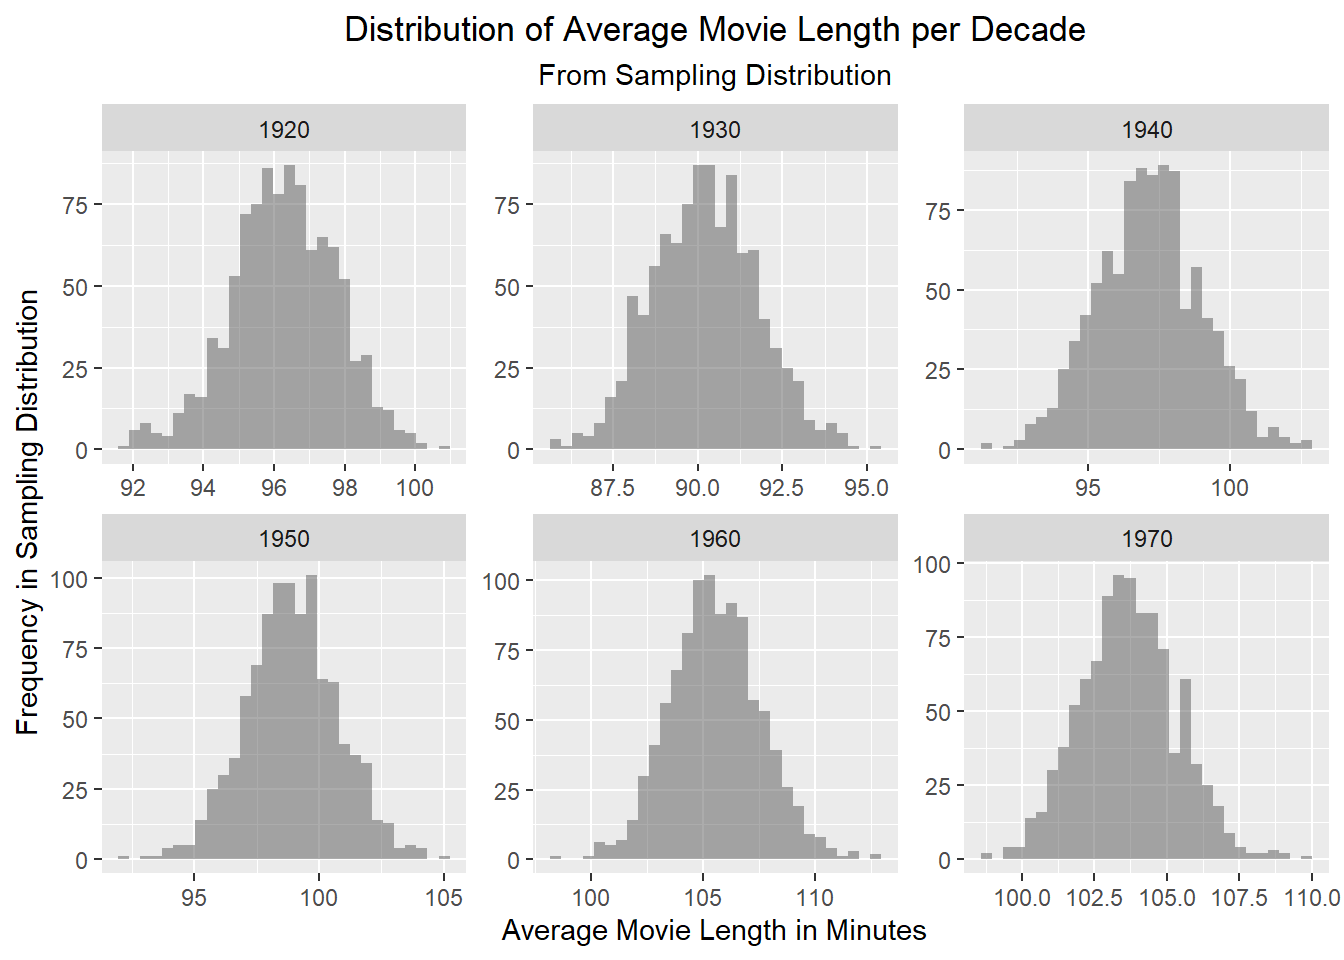 Distribution of Average Movie Length per Decade
From Sampling Distribution
1920 1930 1940
75 75 75
50 50 50
25 25 25
0 0 0
92 94 96 98 100 87.5 90.0 92.5 95.0 95 100
1950 1960 1970
100 100 100
75 75 75
50 50 50
25 25 25
0 0 0
95 100 105 100 105 110 100.0 102.5 105.0 107.5 110.0
Frequency in Sampling Distribution
Average Movie Length in Minutes